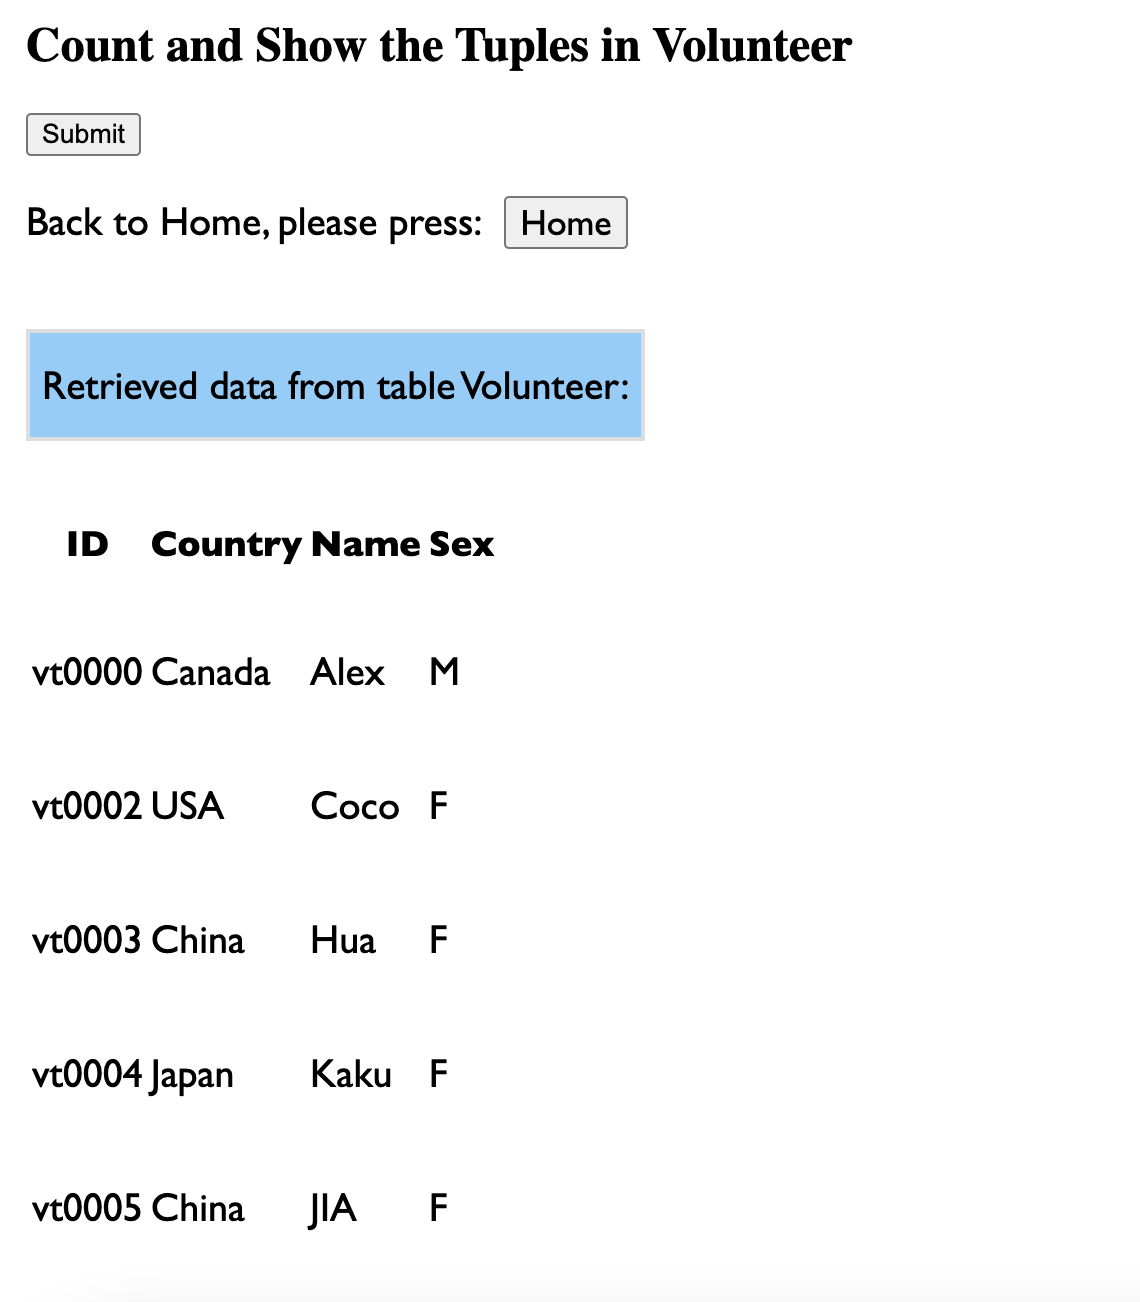 Count and Show the Tuples in Volunteer
Submit
Back to Home, please press: Home
Retrieved data from table Volunteer:
ID Country Name Sex
vt0000 Canada Alex M
vt0002 USA Coco F
vt0003 China Hua F
vt0004 Japan Kaku F
vt0005 China JIA F